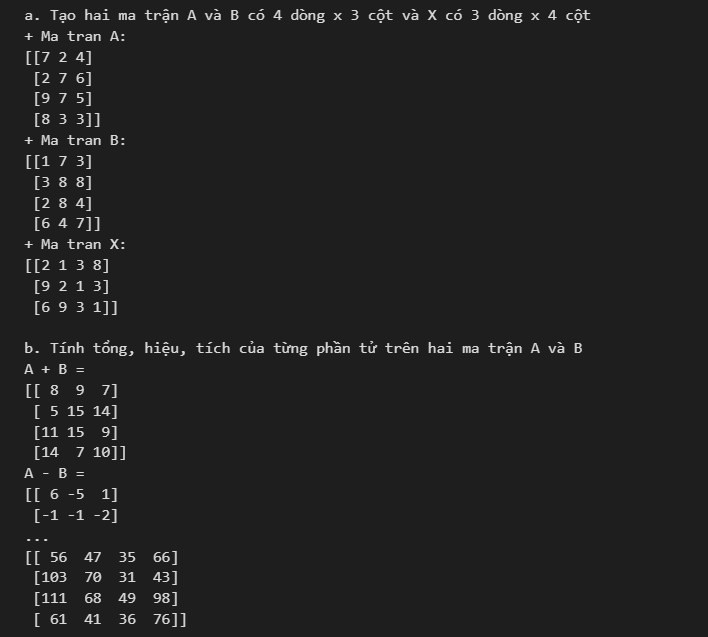 a. Tạo hai ma trận A và B có 4 dòng x 3 cột và X có 3 dòng x 4 cột
+ Ma tran A:
[[7 2 4]
 [2 7 6]
 [9 7 5]
 [8 3 3]]
+ Ma tran B:
[[1 7 3]
 [3 8 8]
 [2 8 4]
 [6 4 7]]
+ Ma tran X:
[[2 1 3 8]
 [9 2 1 3]
 [6 9 3 1]]

b. Tính tổng, hiệu, tích của từng phần tử trên hai ma trận A và B
A + B =
[[ 8  9  7]
 [ 5 15 14]
 [11 15  9]
 [14  7 10]]
A - B =
[[ 6 -5  1]
 [-1 -1 -2]
...
[[ 56  47  35  66]
 [103  70  31  43]
 [111  68  49  98]
 [ 61  41  36  76]]